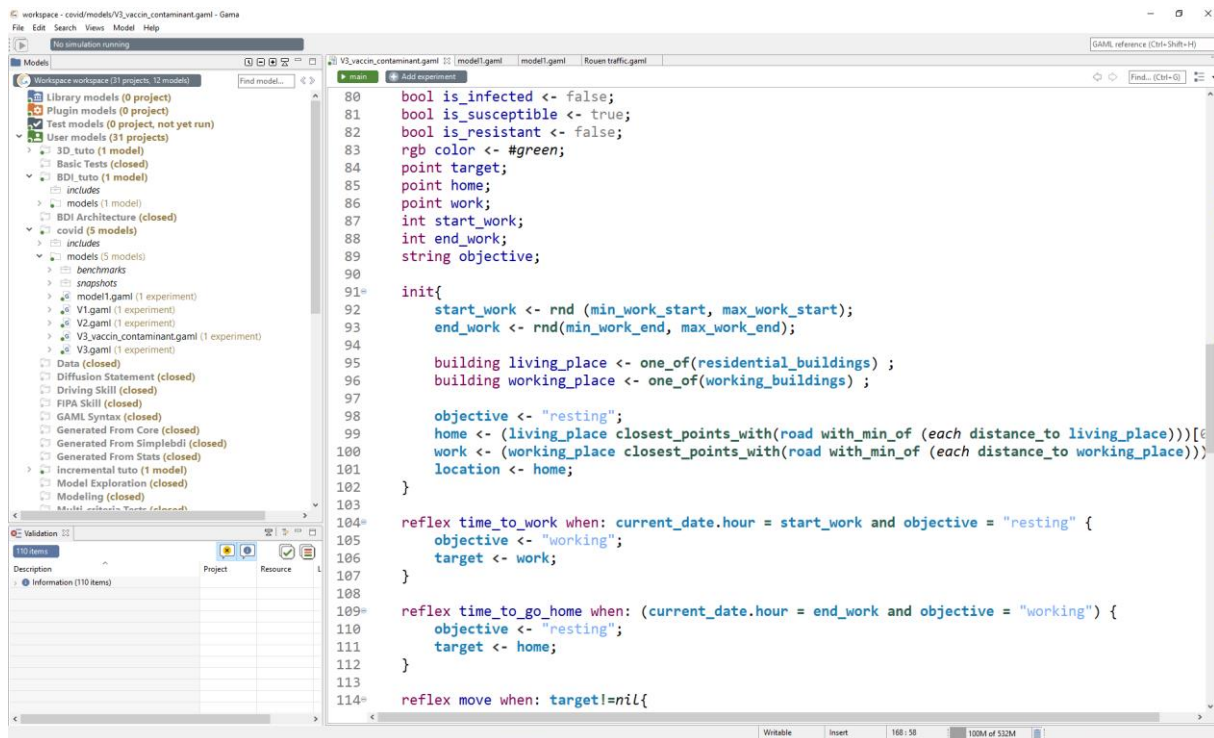 workspace - covid/models/V3_vaccin_contaminant.gaml - Gama
File Edit Search Views Model Help
No simulation running
GAML reference (Ctrl+Shift+H)
Models
Workspace workspace (31 projects, 12 models)
Find model...
Library models (0 project)
Plugin models (0 project)
Test models (0 project, not yet run)
User models (31 projects)
3D_tuto (1 model)
Basic Tests (closed)
BDI_tuto (1 model)
includes
models (1 model)
BDI Architecture (closed)
covid (5 models)
includes
models (5 models)
benchmarks
snapshots
model1.gaml (1 experiment)
V1.gaml (1 experiment)
V2.gaml (1 experiment)
V3_vaccin_contaminant.gaml (1 experiment)
V3.gaml (1 experiment)
Data (closed)
Diffusion Statement (closed)
Driving Skill (closed)
FIPA Skill (closed)
GAML Syntax (closed)
Generated From Core (closed)
Generated From Simplebdi (closed)
Generated From Stats (closed)
incremental tuto (1 model)
Model Exploration (closed)
Modeling (closed)
Multi-criteria Tests (closed)
Validation
110 items
Description Project Resource L
Information (110 items)
V3_vaccin_contaminant.gaml model1.gaml model1.gaml Rouen traffic.gaml
main Add experiment Find... (Ctrl+G)
80 bool is_infected <- false;
81 bool is_susceptible <- true;
82 bool is_resistant <- false;
83 rgb color <- #green;
84 point target;
85 point home;
86 point work;
87 int start_work;
88 int end_work;
89 string objective;
90
91 init{
92 start_work <- rnd (min_work_start, max_work_start);
93 end_work <- rnd(min_work_end, max_work_end);
94
95 building living_place <- one_of(residential_buildings) ;
96 building working_place <- one_of(working_buildings) ;
97
98 objective <- "resting";
99 home <- (living_place closest_points_with(road with_min_of (each distance_to living_place)))[0
100 work <- (working_place closest_points_with(road with_min_of (each distance_to working_place)))
101 location <- home;
102 }
103
104 reflex time_to_work when: current_date.hour = start_work and objective = "resting" {
105 objective <- "working";
106 target <- work;
107 }
108
109 reflex time_to_go_home when: (current_date.hour = end_work and objective = "working") {
110 objective <- "resting";
111 target <- home;
112 }
113
114 reflex move when: target!=nil{
Writable Insert 168 : 58 100M of 532M